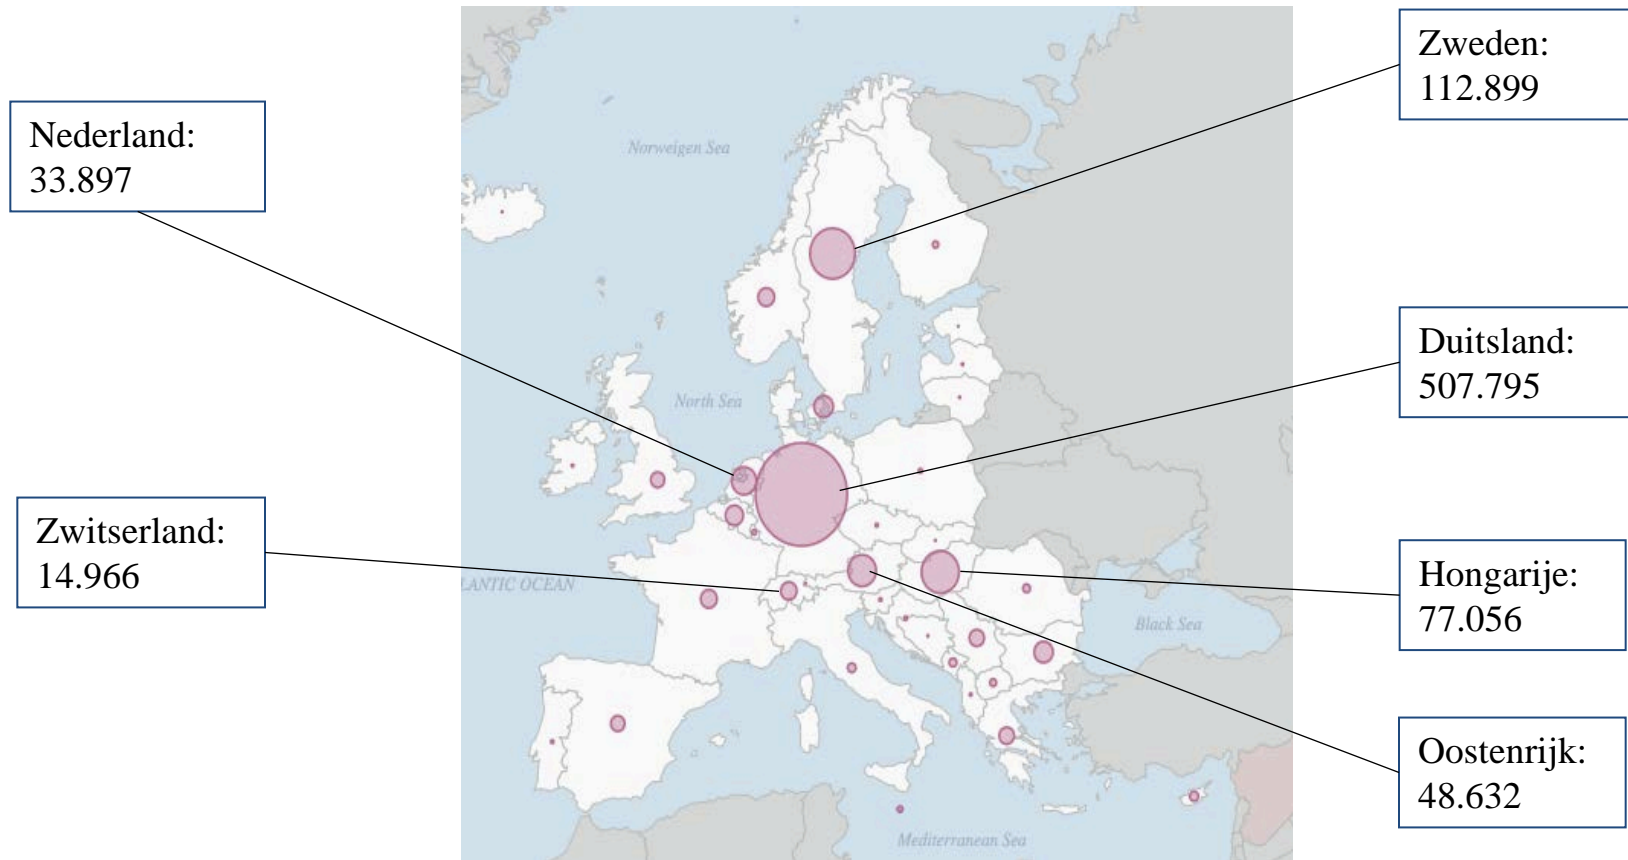 Zweden:
112.899
Nederland:
33.897
Norweigen Sea
Duitsland:
507.795
North Sea
Zwitserland:
14.966
Hongarije:
77.056
LANTIC OCEAN
Black Sea
Oostenrijk:
48.632
Mediterranean Sea